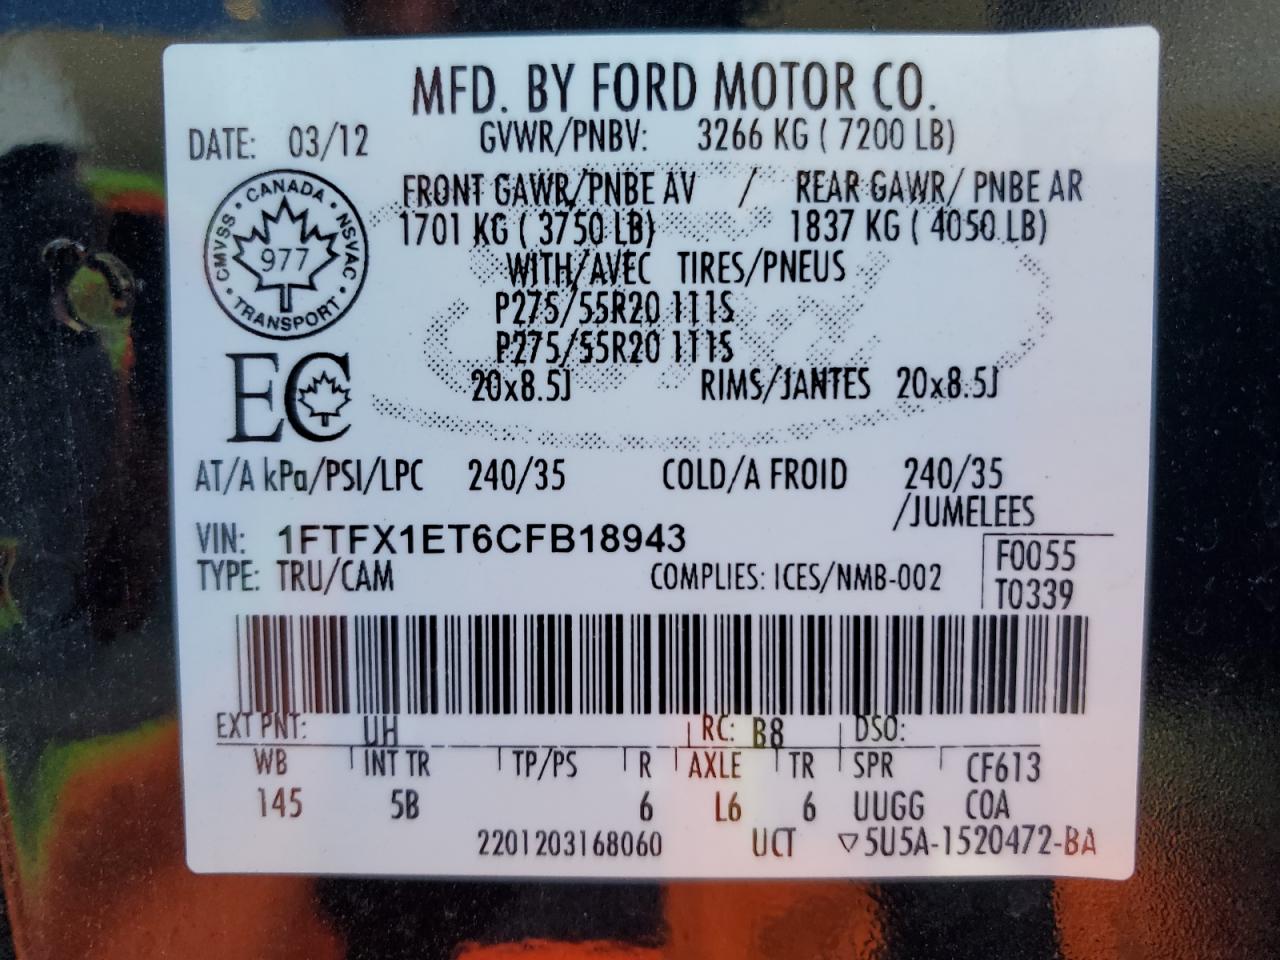 MFD. BY FORD MOTOR CO.
DATE: 03/12 GVWR/PNBV: 3266 KG ( 7200 LB)
FRONT GAWR/PNBE AV / REAR GAWR/ PNBE AR
1701 KG ( 3750 LB) 1837 KG ( 4050 LB)
WITH/AVEC TIRES/PNEUS
P275/55R20 111S
P275/55R20 111S
20x8.5J RIMS/JANTES 20x8.5J
CMVSS • CANADA • NSVAC • TRANSPORT •
977
EC
AT/A kPa/PSI/LPC 240/35 COLD/A FROID 240/35
/JUMELEES
VIN: 1FTFX1ET6CFB18943
TYPE: TRU/CAM COMPLIES: ICES/NMB-002
F0055
T0339
EXT PNT: UH RC: B8 DSO:
WB INT TR TP/PS R AXLE TR SPR CF613
145 5B 6 L6 6 UUGG COA
2201203168060 UCT ▽5U5A-1520472-BA